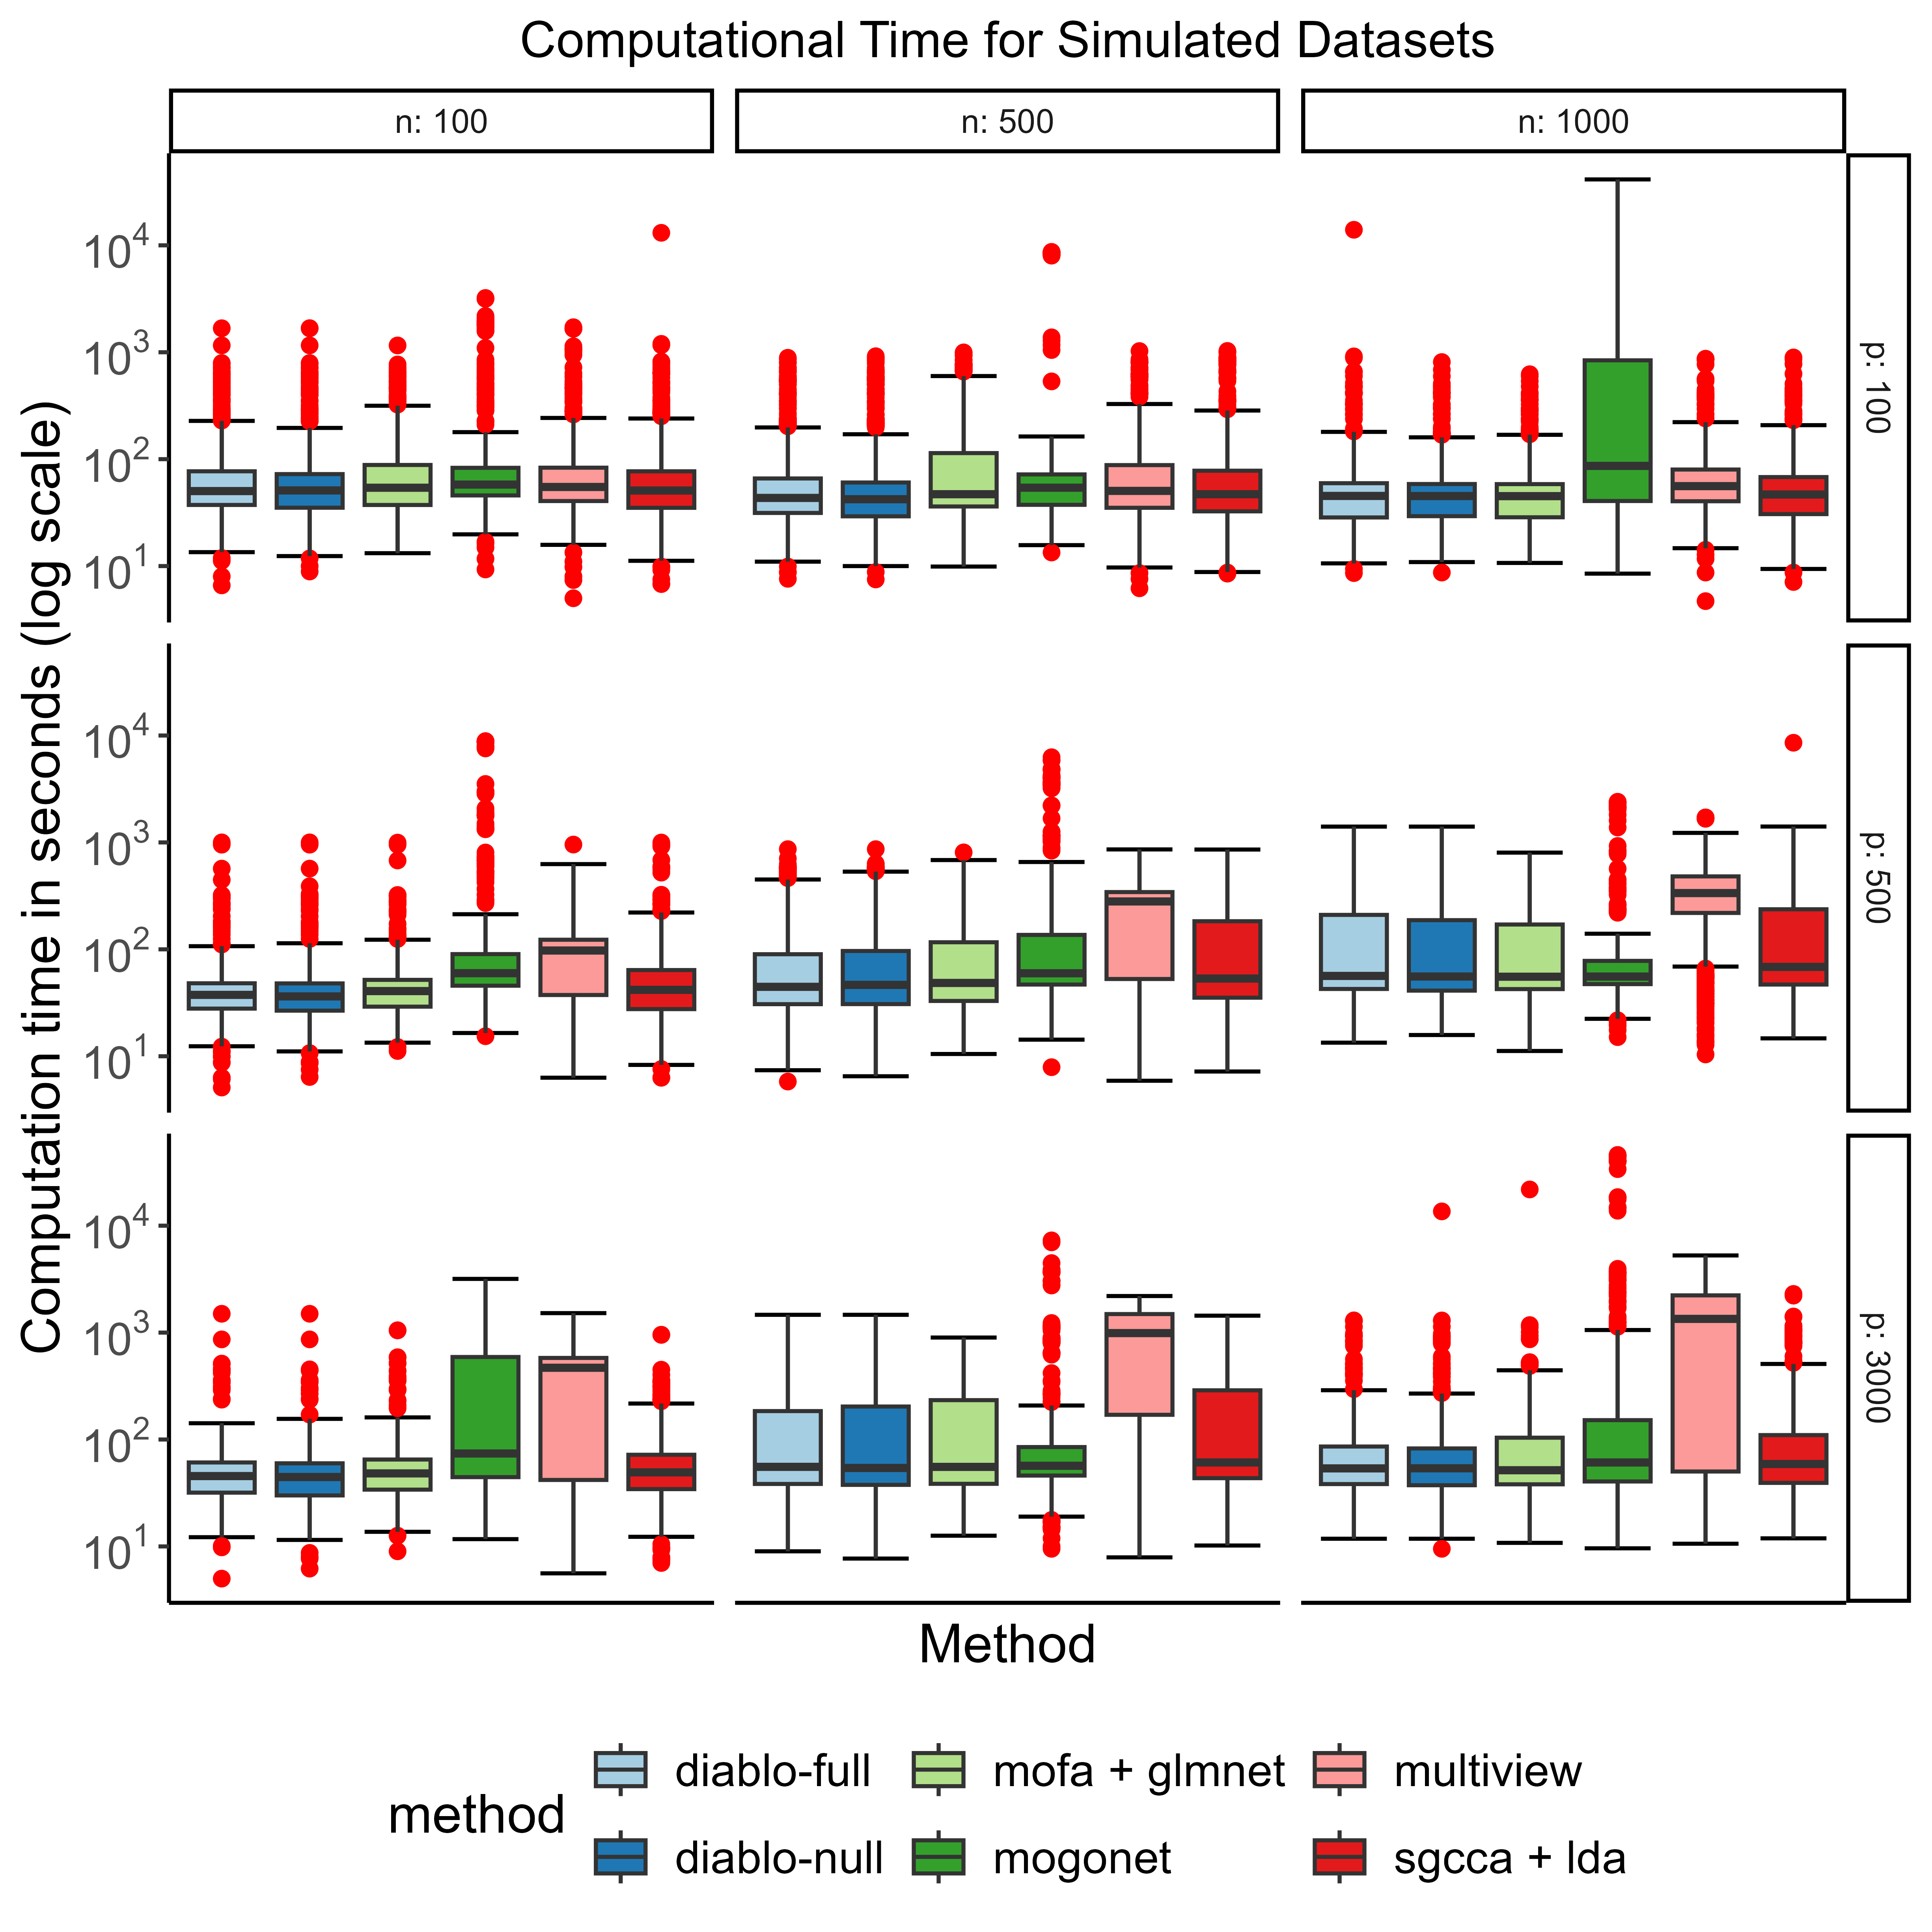 Computational Time for Simulated Datasets
n: 100
n: 500
n: 1000
Computation time in seconds (log scale)
10^4
10^3
10^2
10^1
p: 100
10^4
10^3
10^2
10^1
p: 500
10^4
10^3
10^2
10^1
p: 3000
Method
method
diablo-full
mofa + glmnet
multiview
diablo-null
mogonet
sgcca + lda